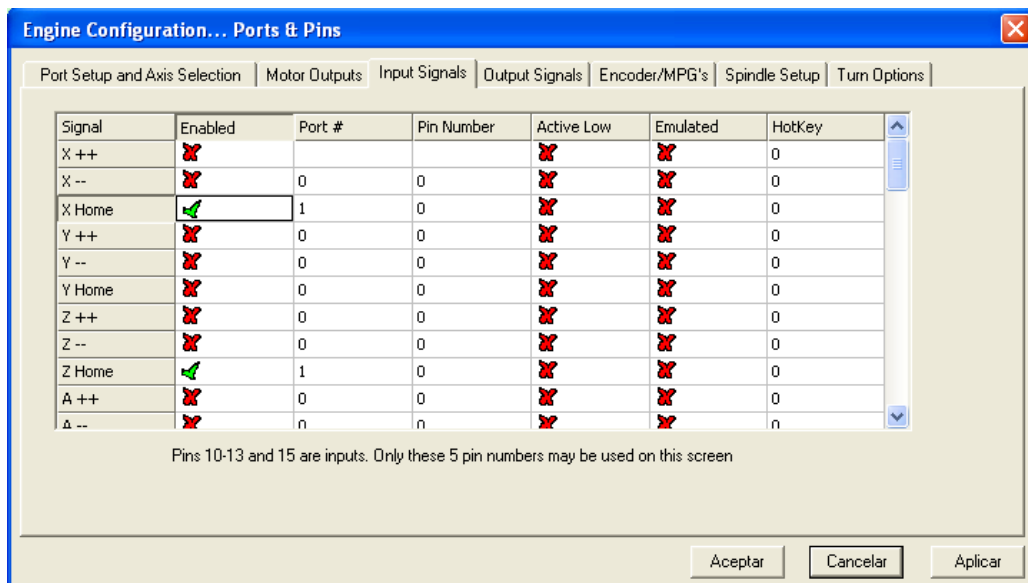 Engine Configuration... Ports & Pins
Port Setup and Axis Selection Motor Outputs Input Signals Output Signals Encoder/MPG's Spindle Setup Turn Options
Signal Enabled Port # Pin Number Active Low Emulated HotKey
X ++ 0
X -- 0 0 0
X Home 1 0 0
Y ++ 0 0 0
Y -- 0 0 0
Y Home 0 0 0
Z ++ 0 0 0
Z -- 0 0 0
Z Home 1 0 0
A ++ 0 0 0
A -- 0 0 0
Pins 10-13 and 15 are inputs. Only these 5 pin numbers may be used on this screen
Aceptar Cancelar Aplicar